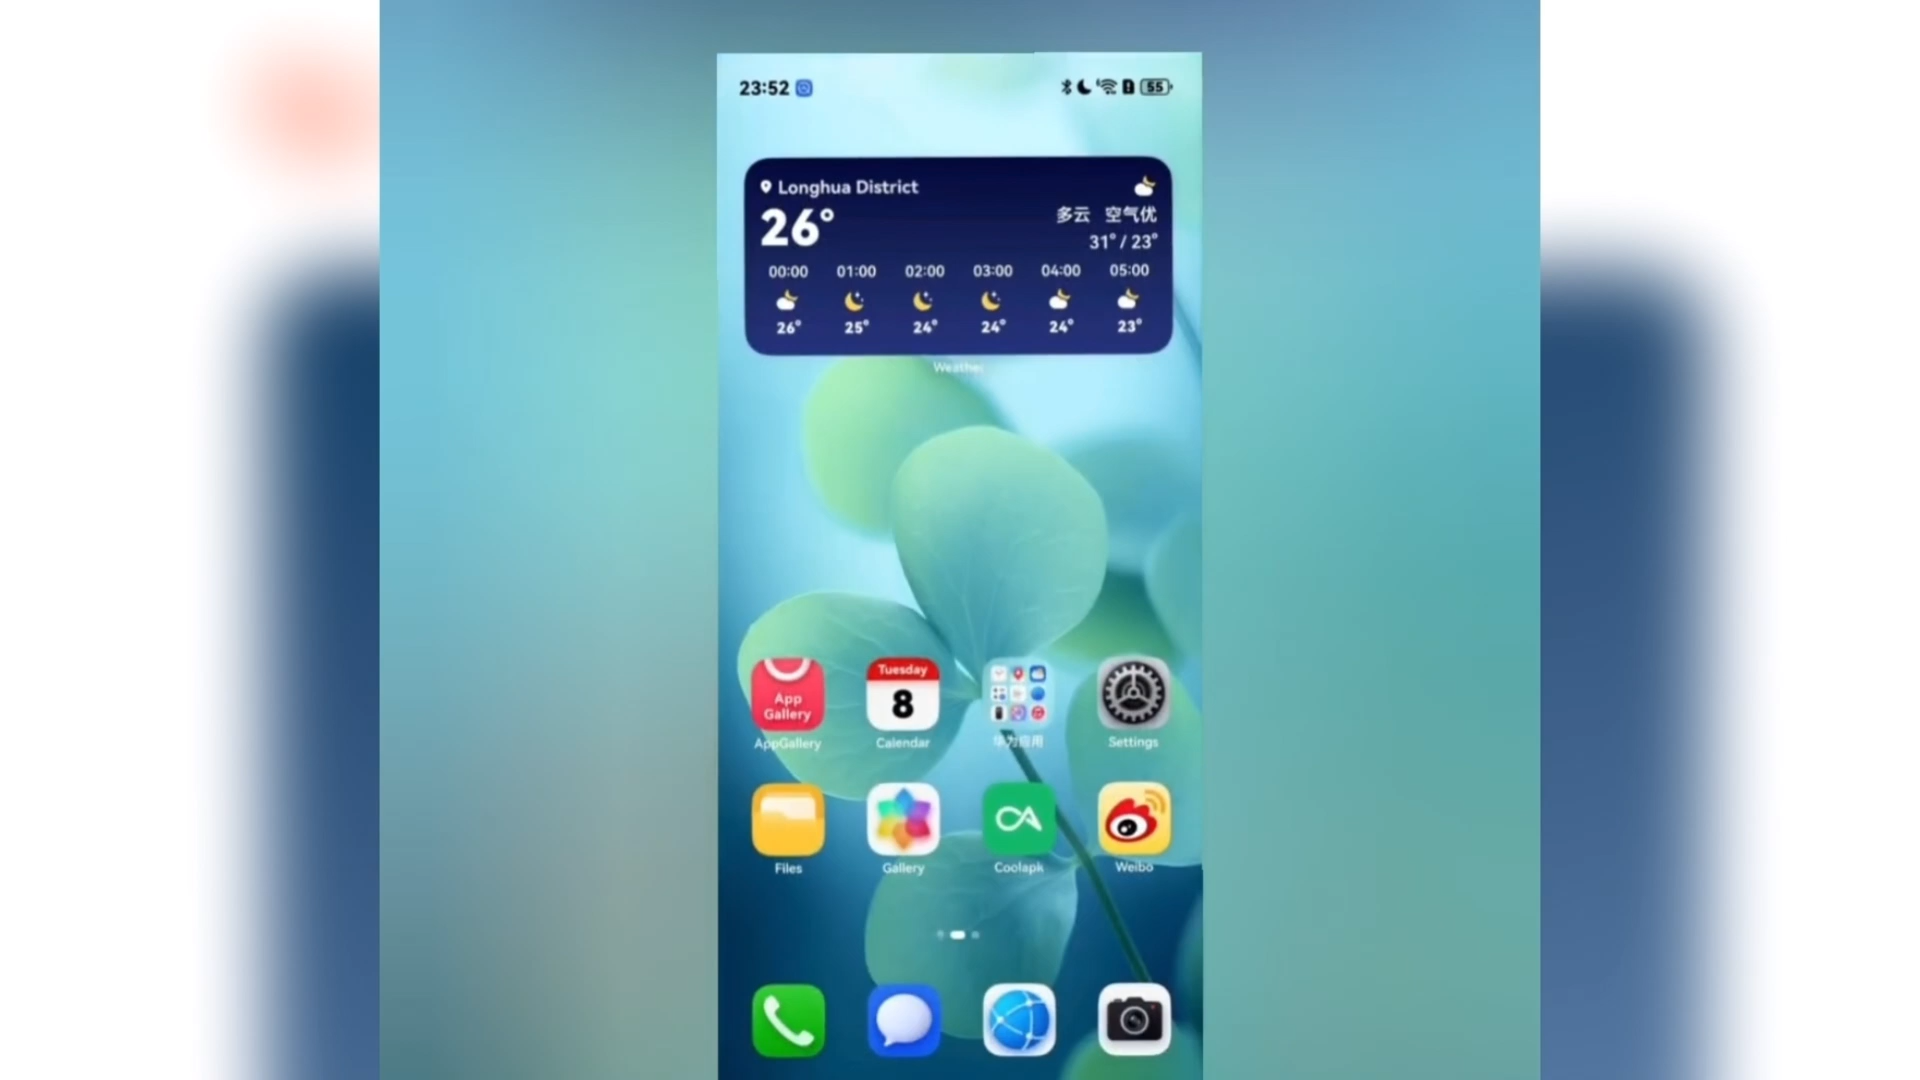 23:52
55
Longhua District
26°
多云 空气优
31° / 23°
00:00 01:00 02:00 03:00 04:00 05:00
26° 25° 24° 24° 24° 23°
Weather
App
Gallery
Tuesday
8
AppGallery Calendar 华为应用 Settings
CA
Files Gallery Coolapk Weibo